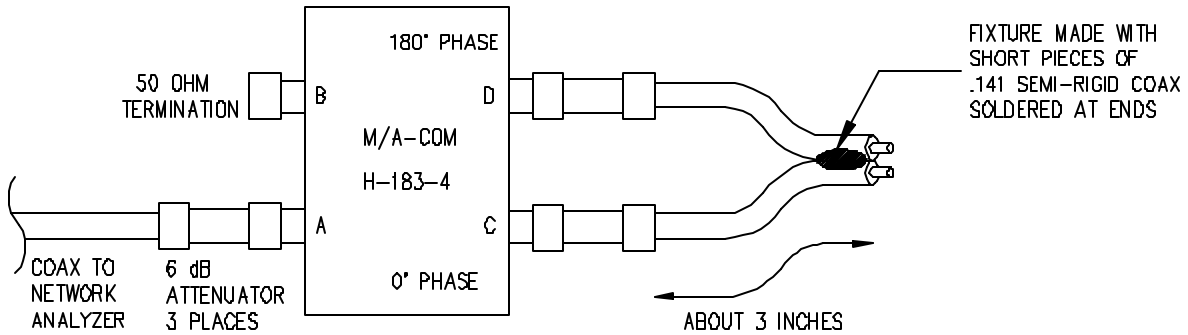 180° PHASE
FIXTURE MADE WITH
SHORT PIECES OF
.141 SEMI-RIGID COAX
SOLDERED AT ENDS
50 OHM
TERMINATION
B
D
M/A-COM
H-183-4
A
C
0° PHASE
COAX TO
NETWORK
ANALYZER
6 dB
ATTENUATOR
3 PLACES
ABOUT 3 INCHES